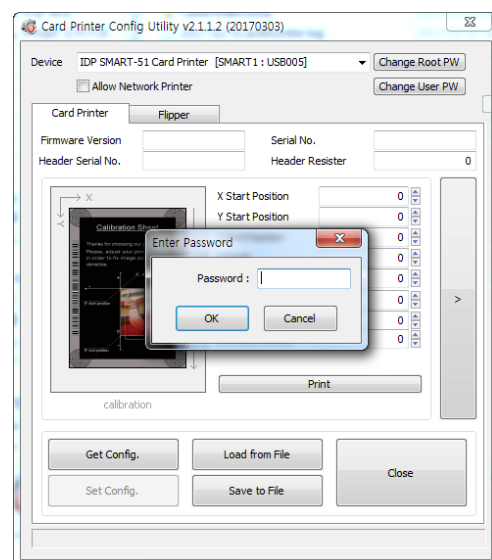 Card Printer Config Utility v2.1.1.2 (20170303)
Device IDP SMART-51 Card Printer [SMART1 : USB005] Change Root PW
Allow Network Printer Change User PW
Card Printer Flipper
Firmware Version Serial No.
Header Serial No. Header Resister 0
X X Start Position 0
Y Y Start Position 0
Calibration Sheet
Enter Password
0
Password :
0
0
OK Cancel
0
0
0
>
Print
calibration
Get Config. Load from File Close
Set Config. Save to File